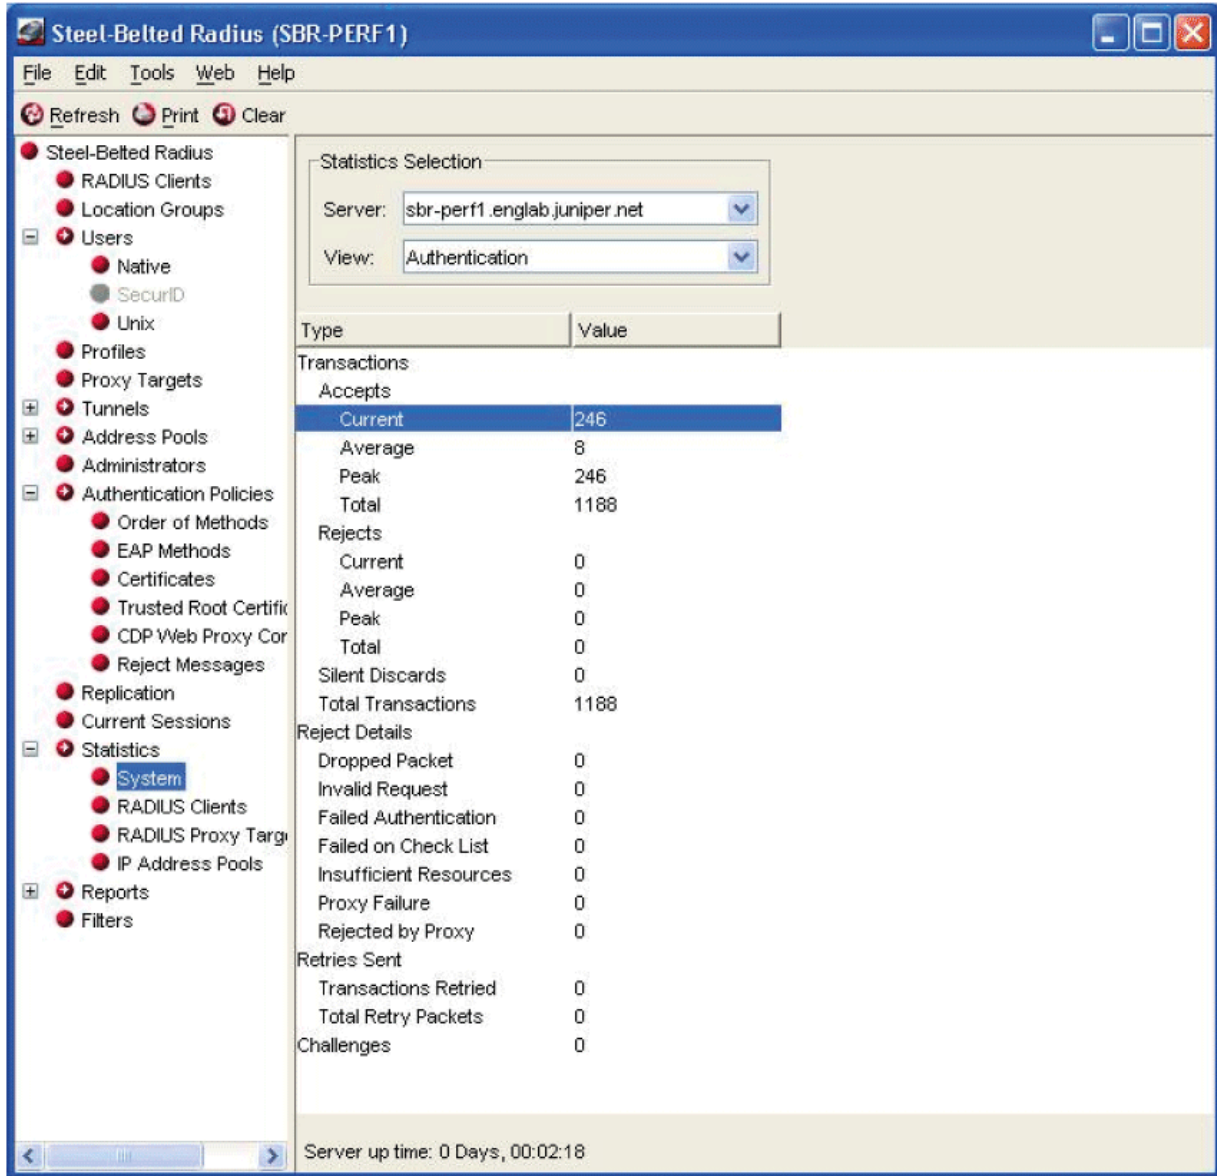 Steel-Belted Radius (SBR-PERF1)
File Edit Tools Web Help
Refresh Print Clear
Steel-Belted Radius
RADIUS Clients
Location Groups
Users
Native
SecurID
Unix
Profiles
Proxy Targets
Tunnels
Address Pools
Administrators
Authentication Policies
Order of Methods
EAP Methods
Certificates
Trusted Root Certific
CDP Web Proxy Cor
Reject Messages
Replication
Current Sessions
Statistics
System
RADIUS Clients
RADIUS Proxy Targ
IP Address Pools
Reports
Filters
Statistics Selection
Server: sbr-perf1.englab.juniper.net
View: Authentication
Type Value
Transactions
Accepts
Current 246
Average 8
Peak 246
Total 1188
Rejects
Current 0
Average 0
Peak 0
Total 0
Silent Discards 0
Total Transactions 1188
Reject Details
Dropped Packet 0
Invalid Request 0
Failed Authentication 0
Failed on Check List 0
Insufficient Resources 0
Proxy Failure 0
Rejected by Proxy 0
Retries Sent
Transactions Retried 0
Total Retry Packets 0
Challenges 0
Server up time: 0 Days, 00:02:18